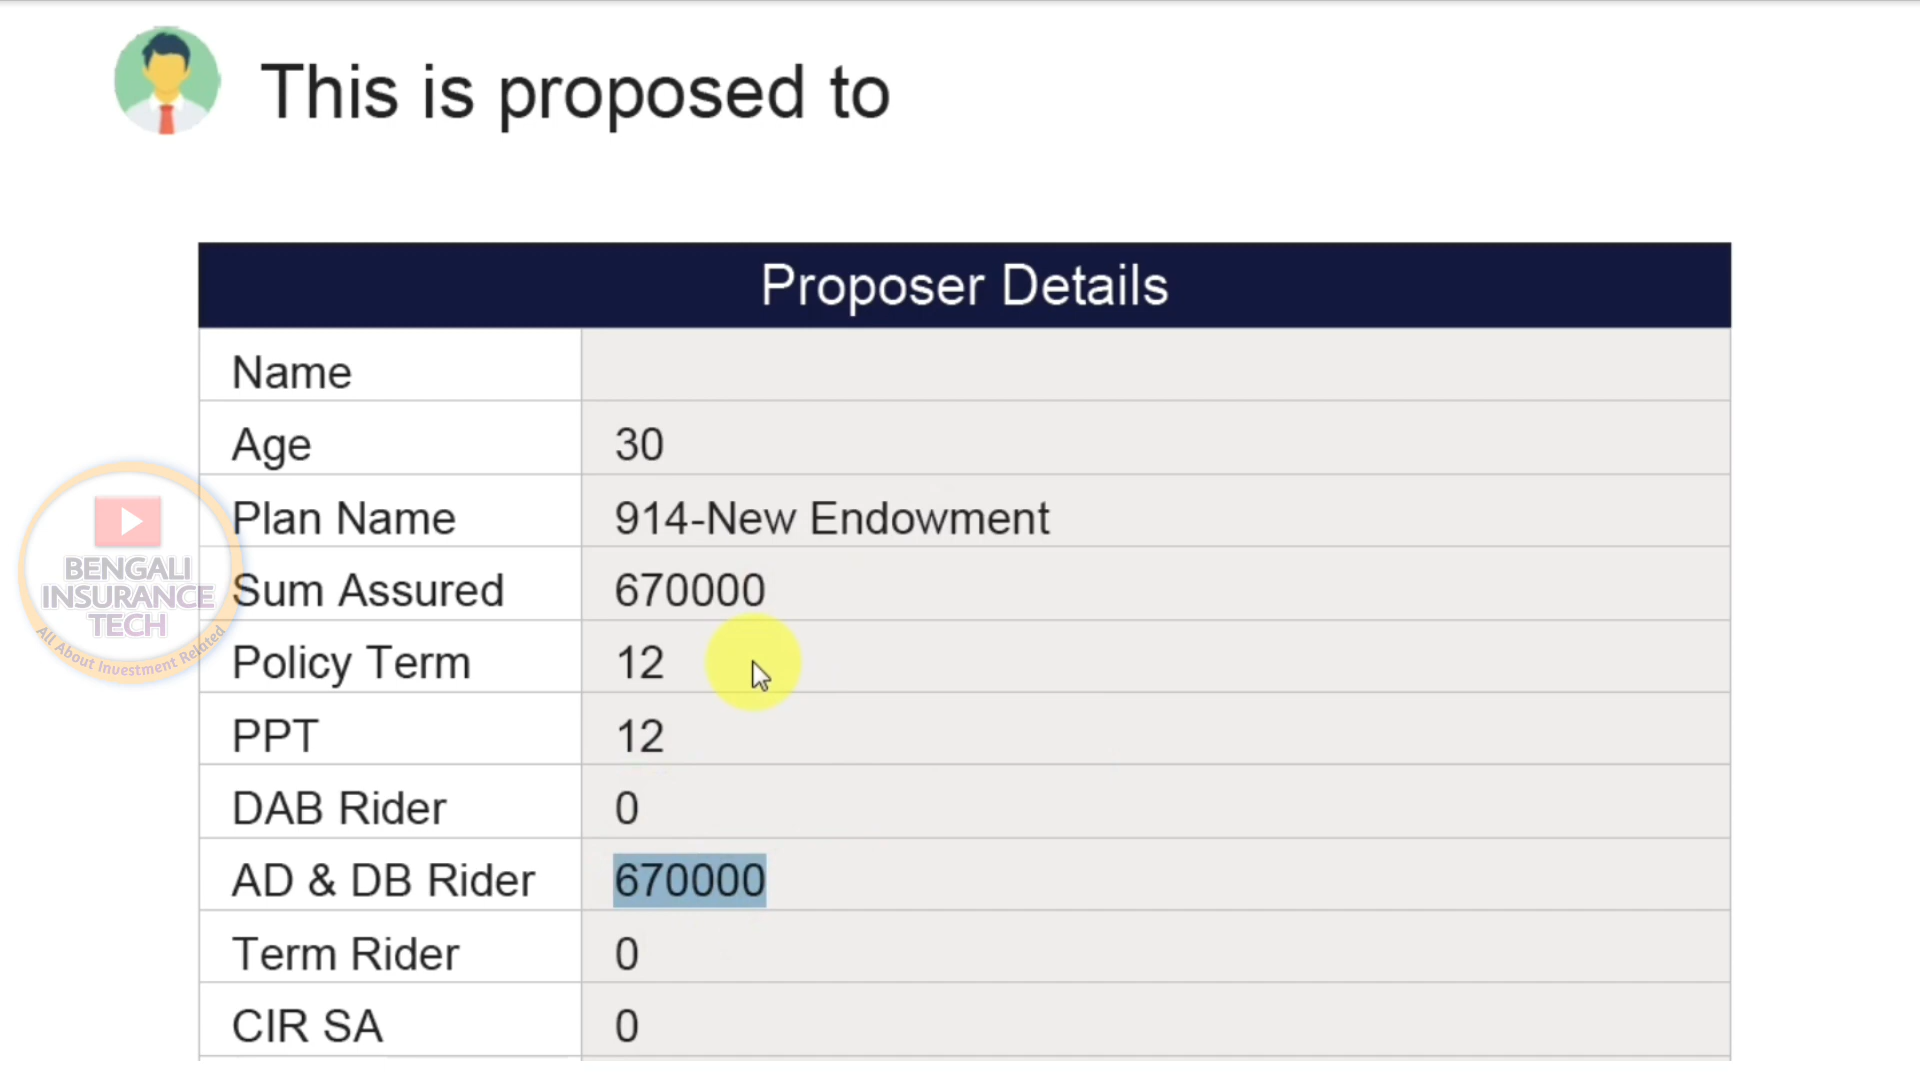 This is proposed to
Proposer Details
Name
Age 30
Plan Name 914-New Endowment
Sum Assured 670000
Policy Term 12
PPT 12
DAB Rider 0
AD & DB Rider 670000
Term Rider 0
CIR SA 0
BENGALI
INSURANCE
TECH
All About Investment Related